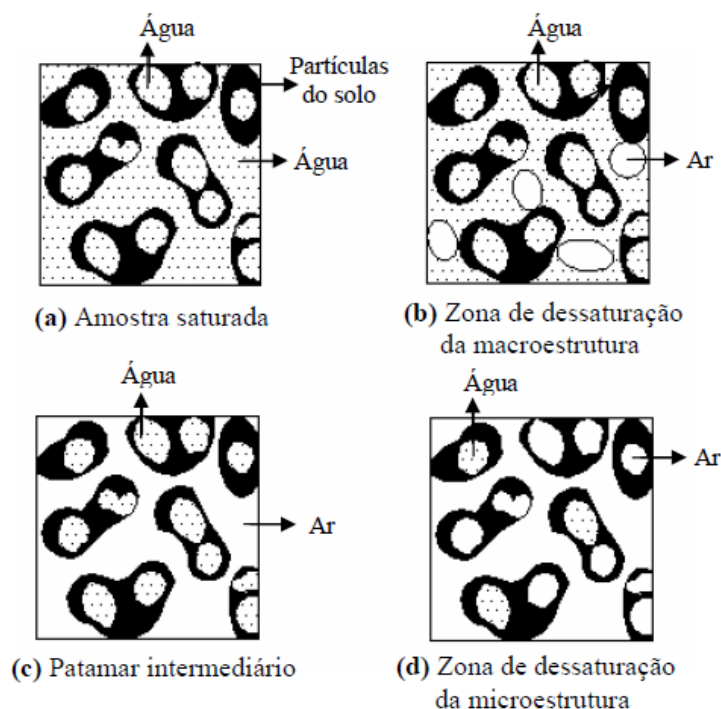 Água
Partículas
do solo
Água
(a) Amostra saturada
Água
Ar
(b) Zona de dessaturação
da macroestrutura
Água
Ar
(c) Patamar intermediário
Água
Ar
(d) Zona de dessaturação
da microestrutura